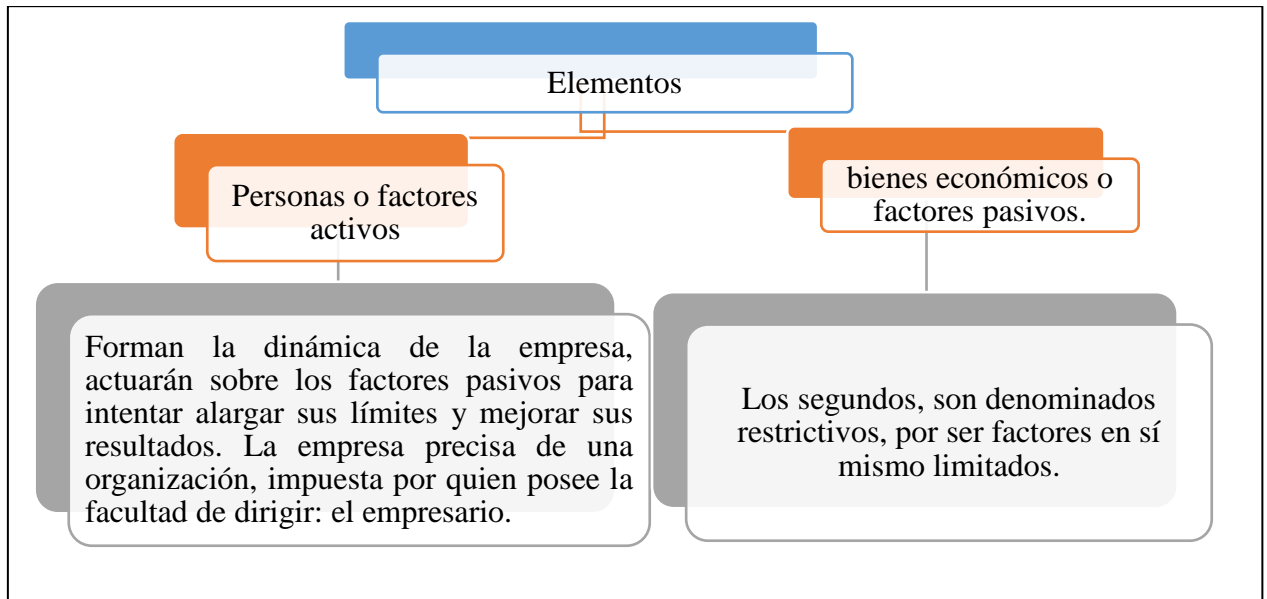 Elementos
Personas o factores
activos
bienes económicos o
factores pasivos.
Forman la dinámica de la empresa,
actuarán sobre los factores pasivos para
intentar alargar sus límites y mejorar sus
resultados. La empresa precisa de una
organización, impuesta por quien posee la
facultad de dirigir: el empresario.
Los segundos, son denominados
restrictivos, por ser factores en sí
mismo limitados.